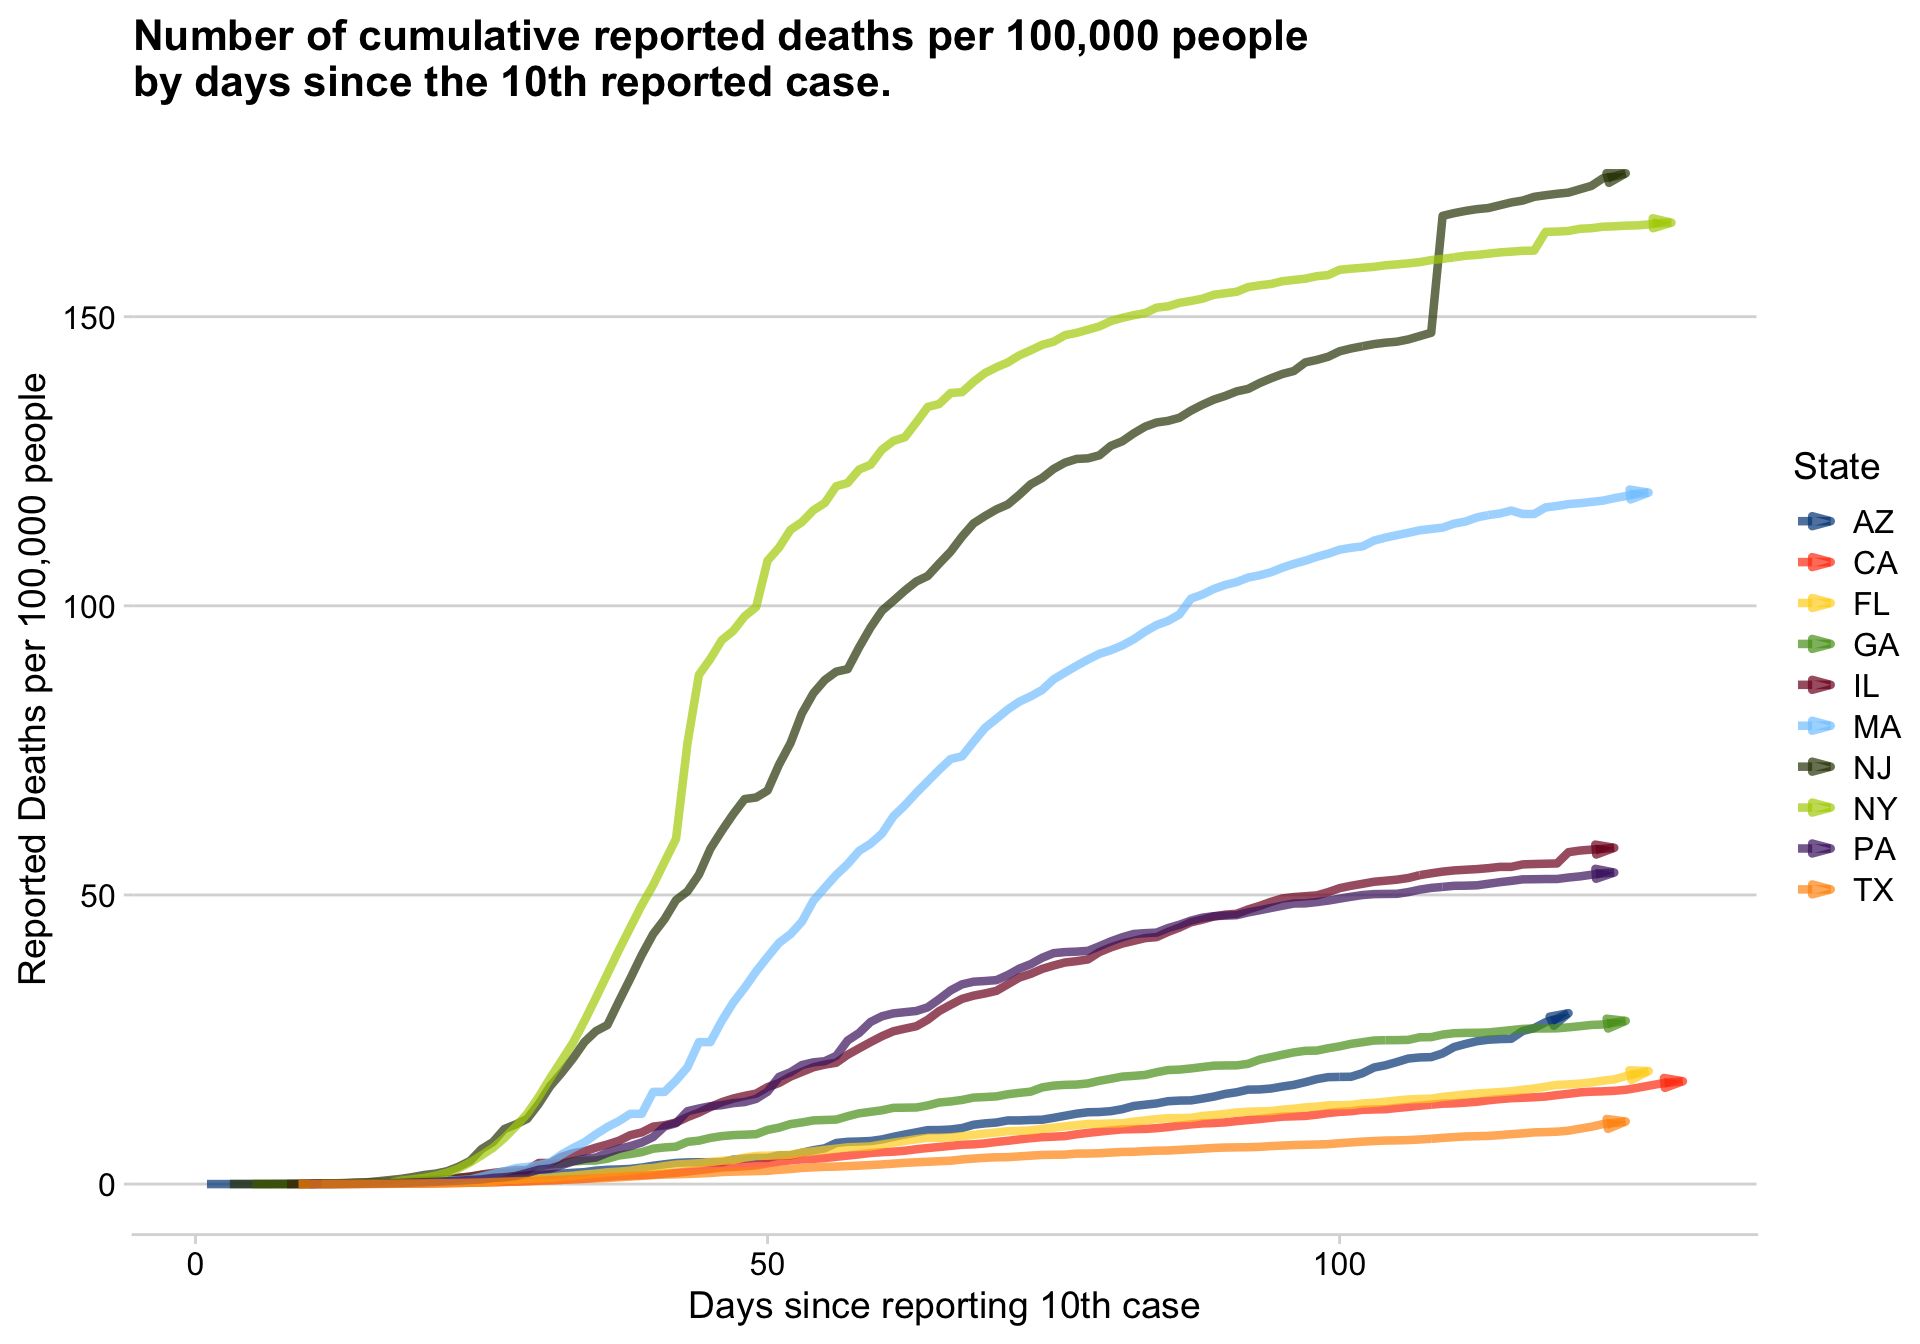 Number of cumulative reported deaths per 100,000 people
by days since the 10th reported case.
Reported Deaths per 100,000 people
150
100
50
0
0
50
100
Days since reporting 10th case
State
AZ
CA
FL
GA
IL
MA
NJ
NY
PA
TX